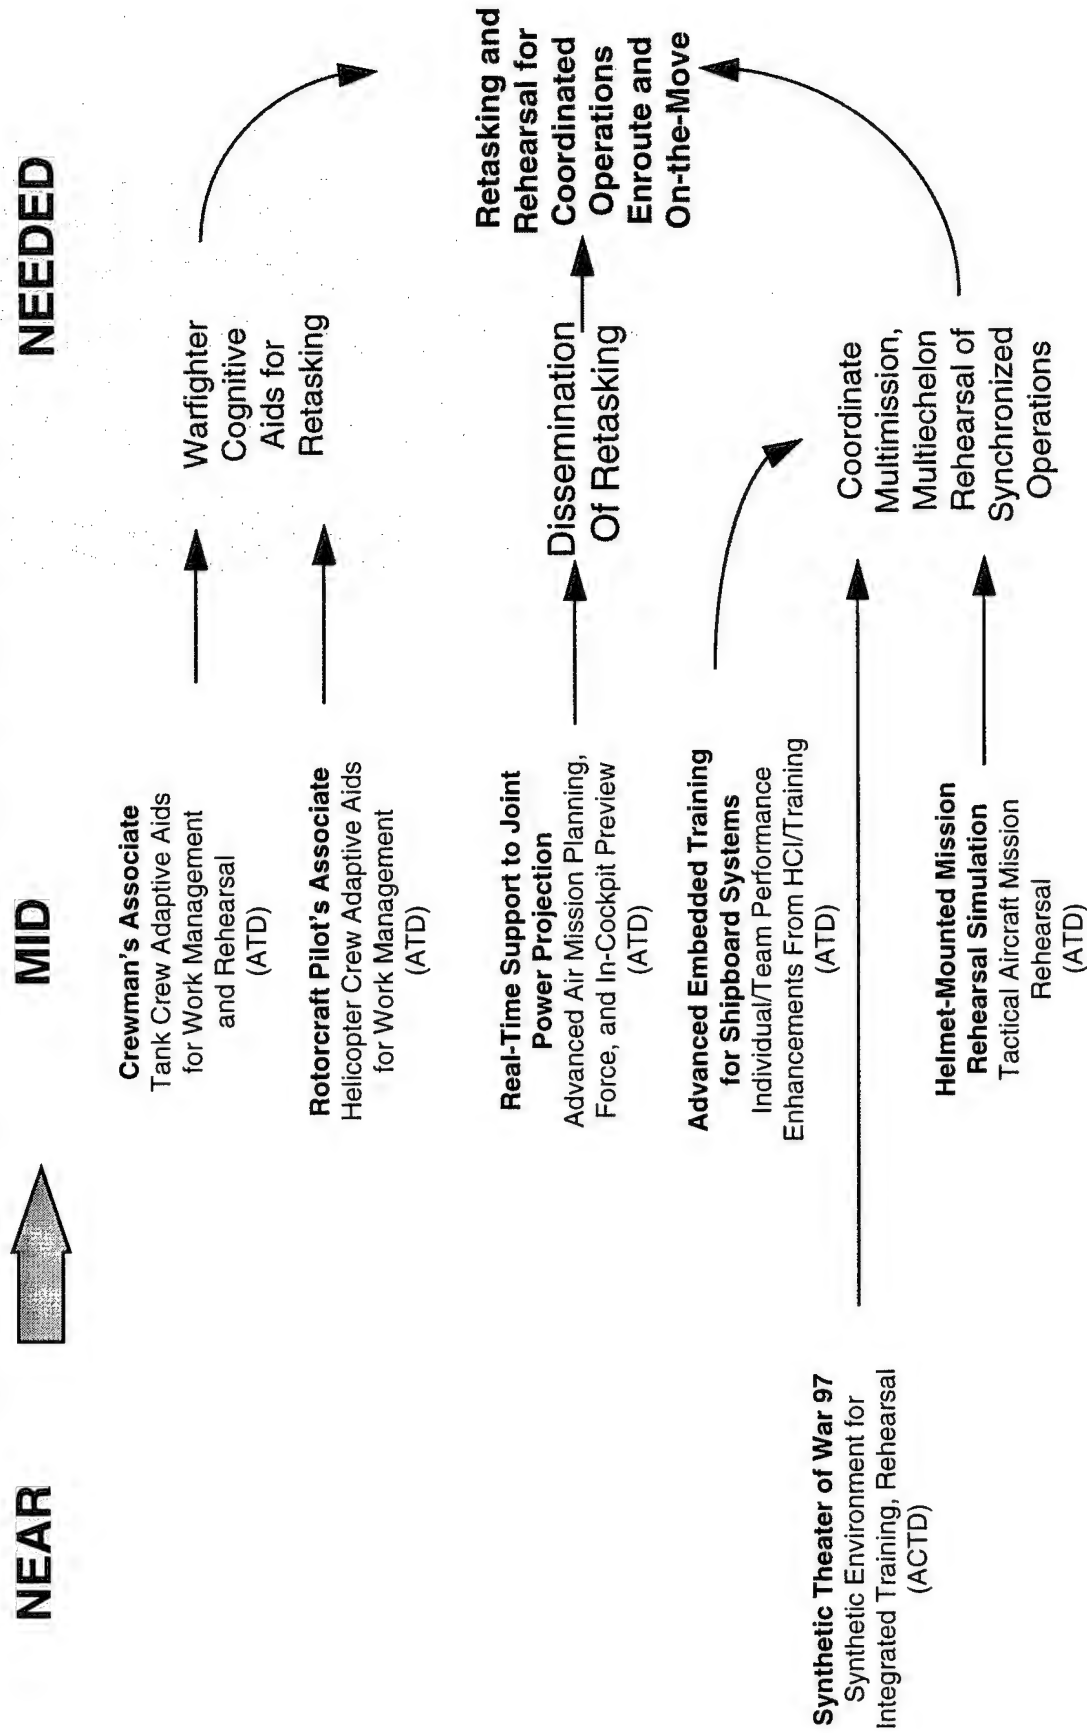 NEAR
MID
NEEDED
Crewman's Associate
Tank Crew Adaptive Aids
for Work Management
and Rehearsal
(ATD)
Rotorcraft Pilot's Associate
Helicopter Crew Adaptive Aids
for Work Management
(ATD)
Real-Time Support to Joint
Power Projection
Advanced Air Mission Planning,
Force, and In-Cockpit Preview
(ATD)
Advanced Embedded Training
for Shipboard Systems
Individual/Team Performance
Enhancements From HCI/Training
(ATD)
Synthetic Theater of War 97
Synthetic Environment for
Integrated Training, Rehearsal
(ACTD)
Helmet-Mounted Mission
Rehearsal Simulation
Tactical Aircraft Mission
Rehearsal
(ATD)
Warfighter
Cognitive
Aids for
Retasking
Dissemination
Of Retasking
Coordinate
Multimission,
Multiechelon
Rehearsal of
Synchronized
Operations
Retasking and
Rehearsal for
Coordinated
Operations
Enroute and
On-the-Move